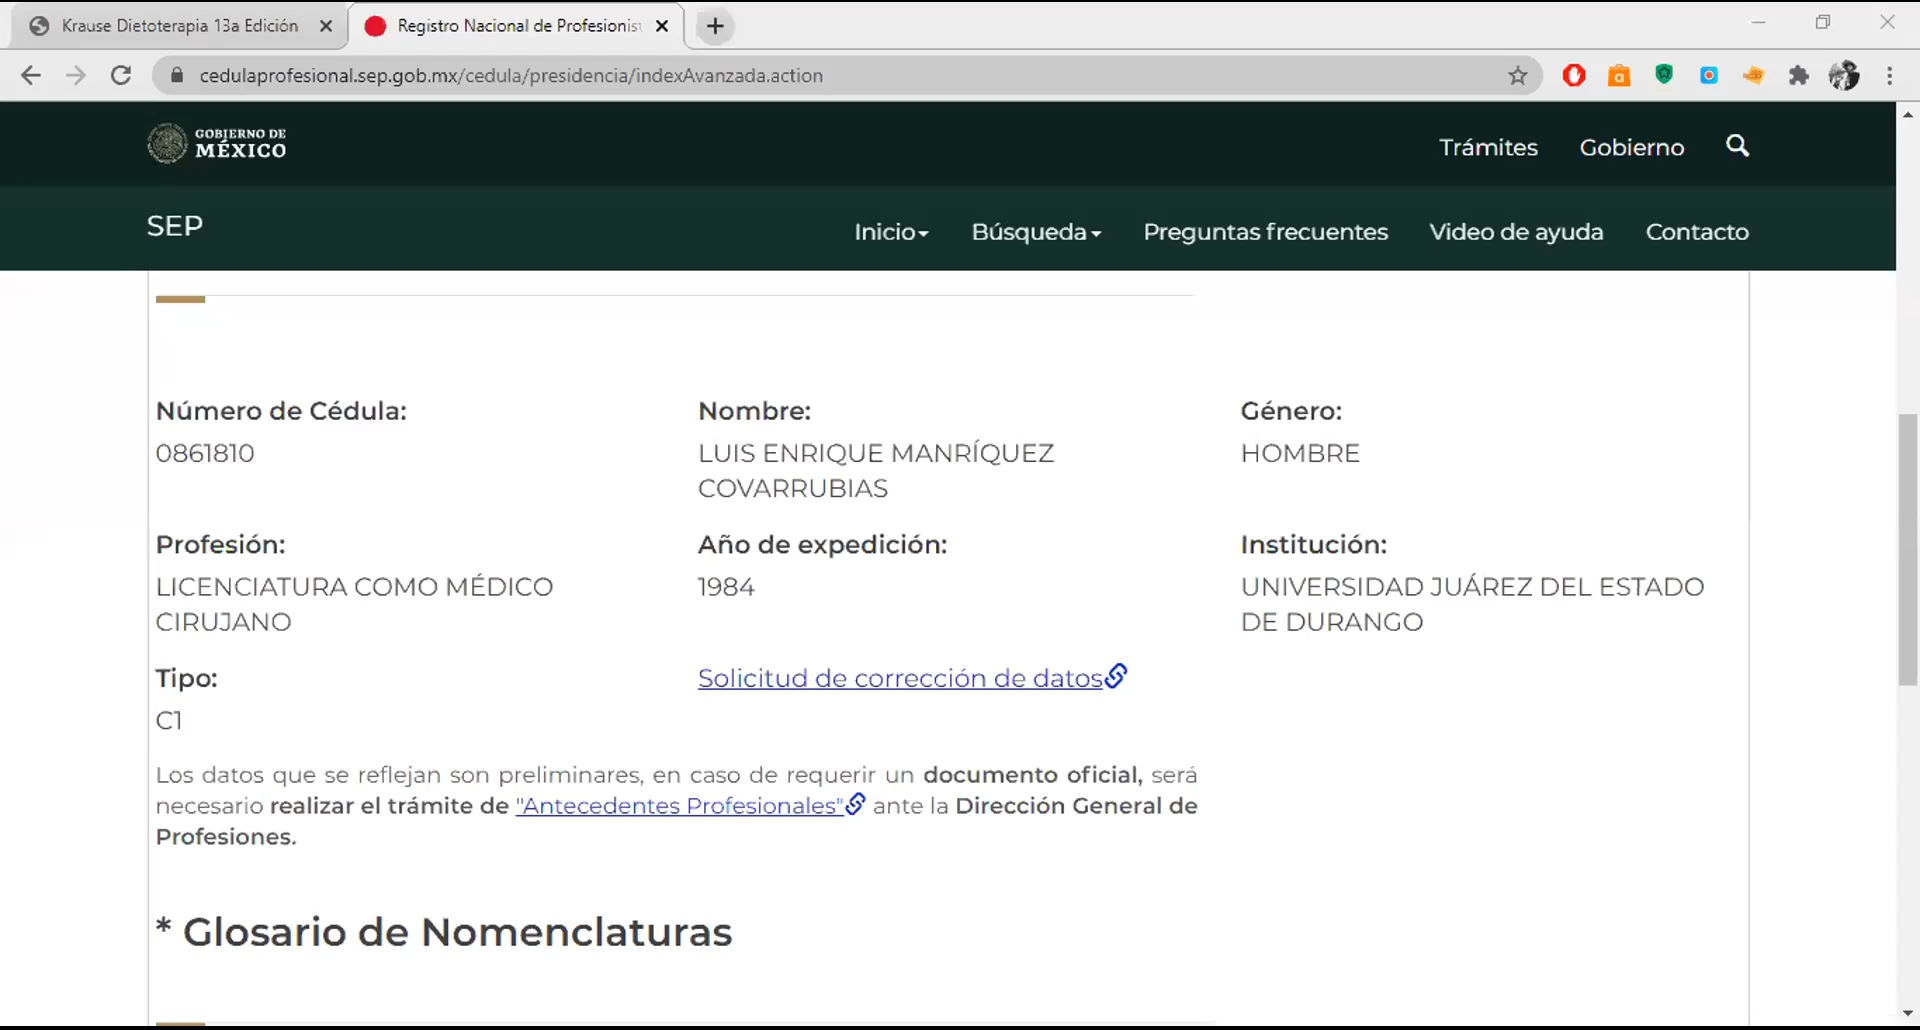 Krause Dietoterapia 13a Edición
Registro Nacional de Profesionist
cedulaprofesional.sep.gob.mx/cedula/presidencia/indexAvanzada.action
GOBIERNO DE
MÉXICO
Trámites Gobierno
SEP
Inicio Búsqueda Preguntas frecuentes Video de ayuda Contacto
Número de Cédula: Nombre: Género:
0861810 LUIS ENRIQUE MANRÍQUEZ HOMBRE
COVARRUBIAS
Profesión: Año de expedición: Institución:
LICENCIATURA COMO MÉDICO 1984 UNIVERSIDAD JUÁREZ DEL ESTADO
CIRUJANO DE DURANGO
Tipo: Solicitud de corrección de datos
C1
Los datos que se reflejan son preliminares, en caso de requerir un documento oficial, será
necesario realizar el trámite de "Antecedentes Profesionales" ante la Dirección General de
Profesiones.
* Glosario de Nomenclaturas